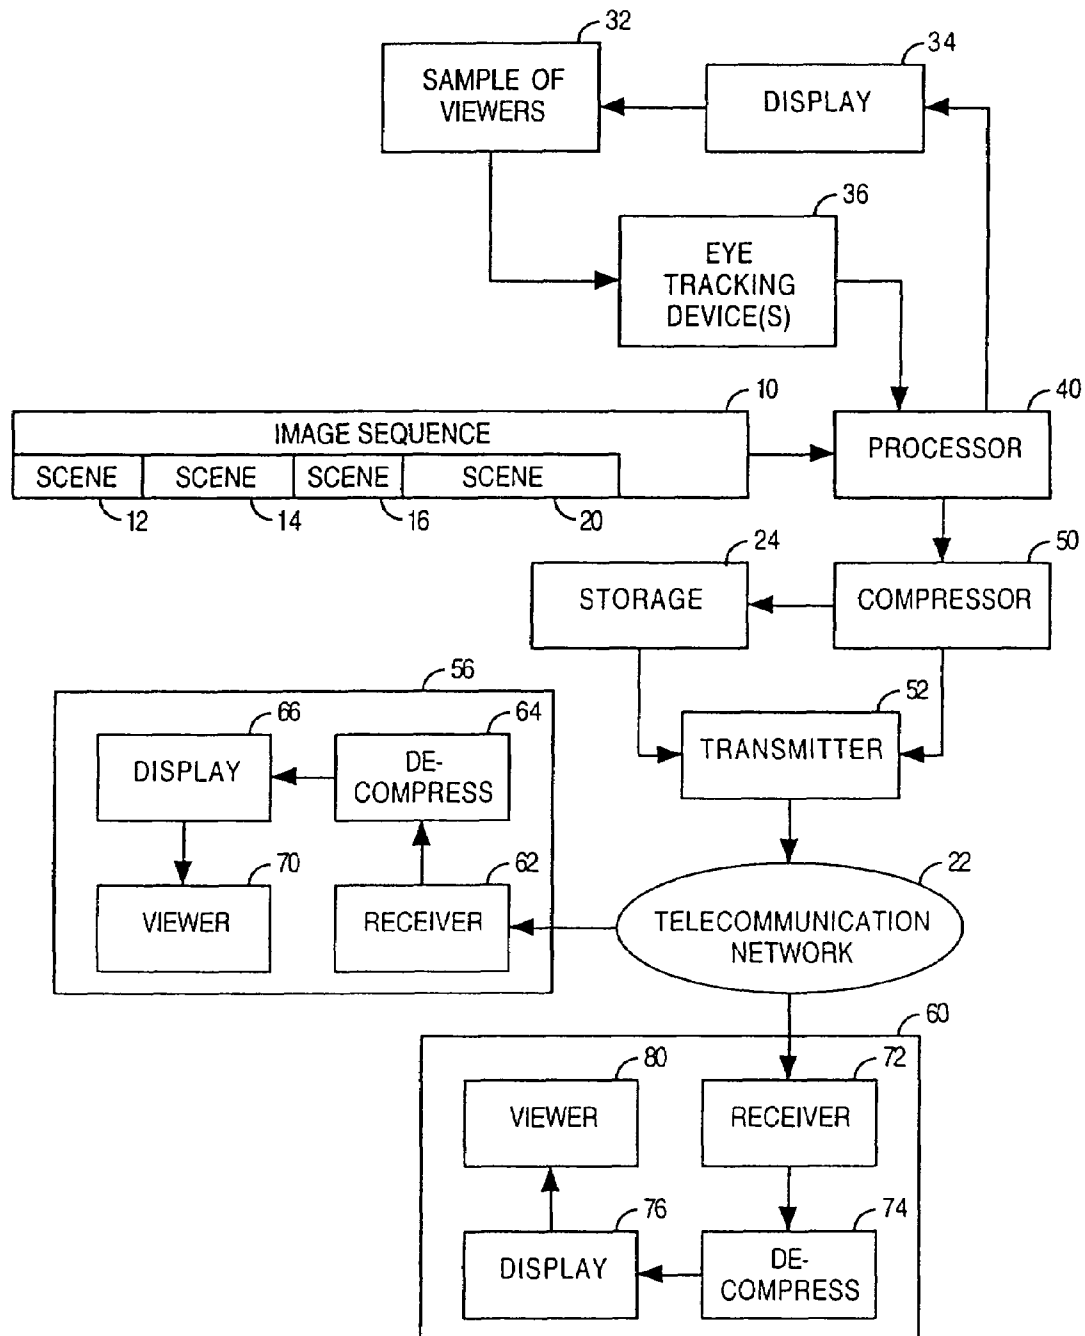 32
SAMPLE OF
VIEWERS
34
DISPLAY
36
EYE
TRACKING
DEVICE(S)
10
IMAGE SEQUENCE
SCENE SCENE SCENE SCENE
12 14 16 20
40
PROCESSOR
24
STORAGE
50
COMPRESSOR
52
TRANSMITTER
56
66
DISPLAY
64
DE-
COMPRESS
70
VIEWER
62
RECEIVER
22
TELECOMMUNICATION
NETWORK
60
80
VIEWER
72
RECEIVER
76
DISPLAY
74
DE-
COMPRESS